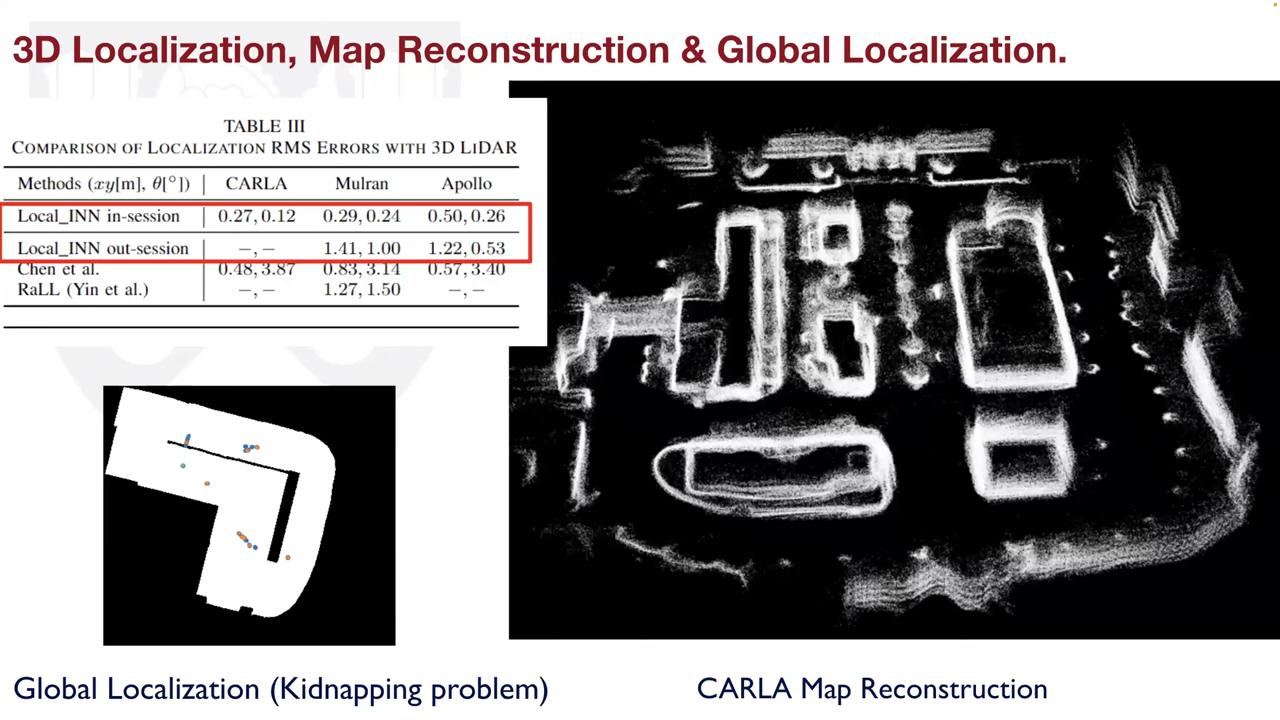 3D Localization, Map Reconstruction & Global Localization.
TABLE III
COMPARISON OF LOCALIZATION RMS ERRORS WITH 3D LIDAR
Methods (xy[m], θ[°]) | CARLA Mulran Apollo
Local_INN in-session 0.27, 0.12 0.29, 0.24 0.50, 0.26
Local_INN out-session –, – 1.41, 1.00 1.22, 0.53
Chen et al. 0.48, 3.87 0.83, 3.14 0.57, 3.40
RaLL (Yin et al.) –, – 1.27, 1.50 –, –
Global Localization (Kidnapping problem)
CARLA Map Reconstruction